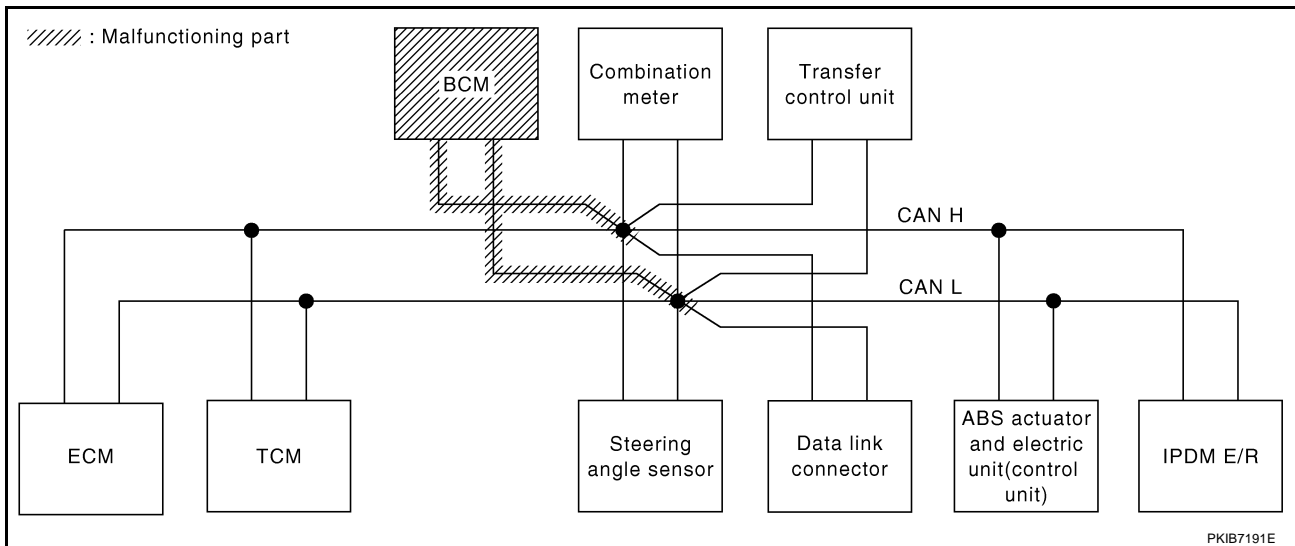 : Malfunctioning part
BCM
Combination
meter
Transfer
control unit
CAN H
CAN L
ECM
TCM
Steering
angle sensor
Data link
connector
ABS actuator
and electric
unit(control
unit)
IPDM E/R
PKIB7191E